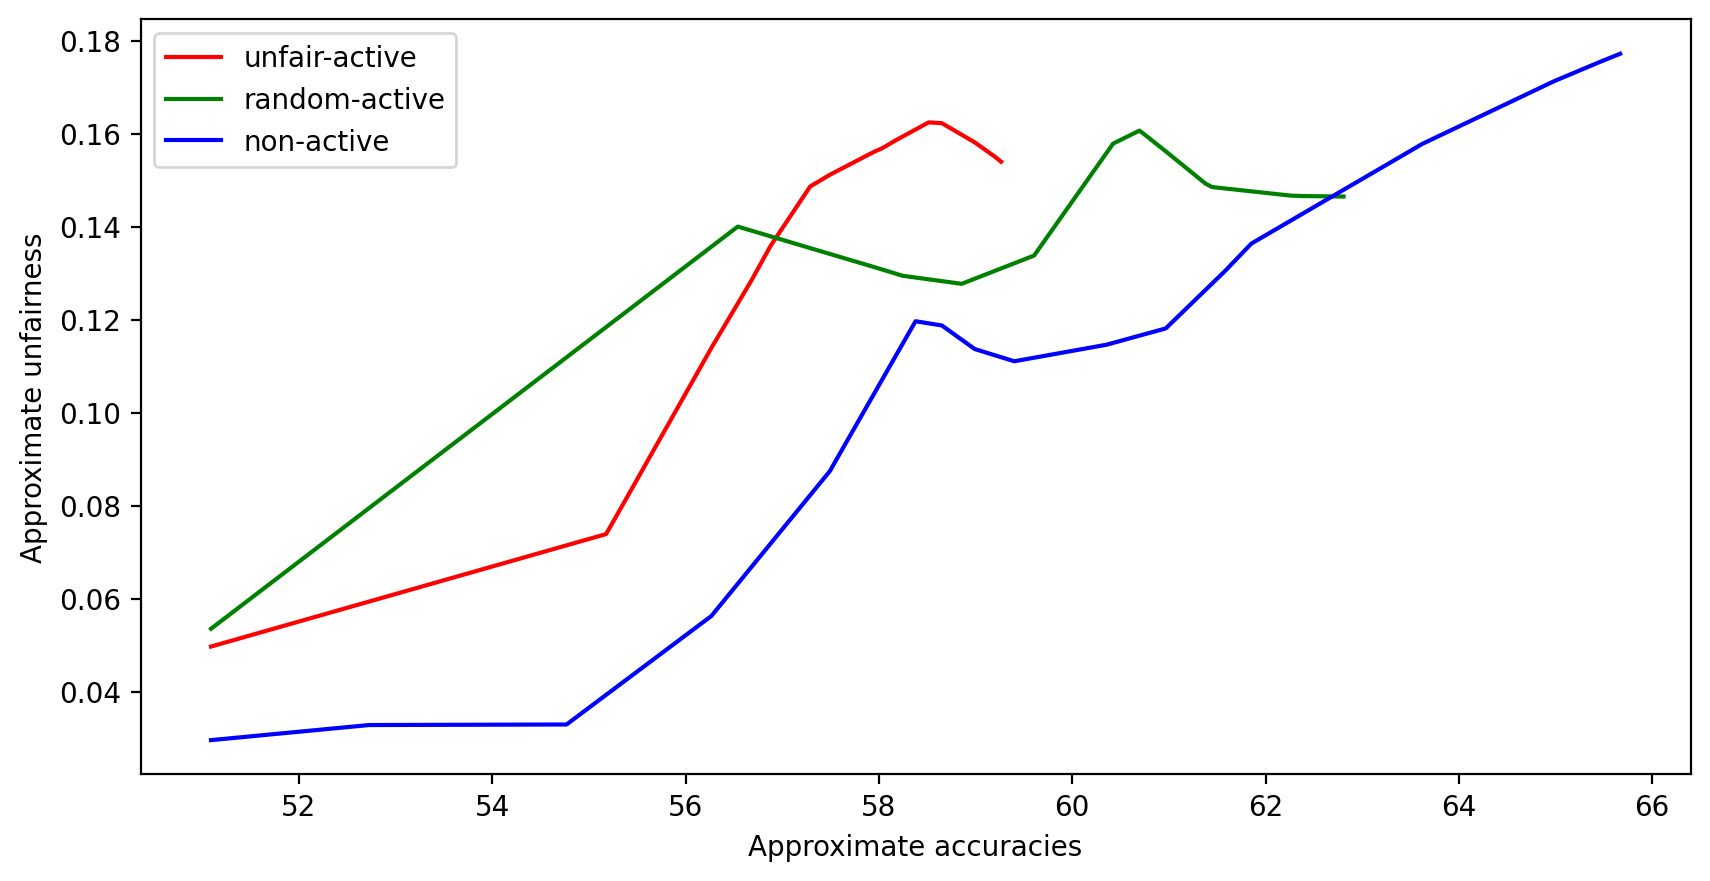 unfair-active
random-active
non-active
0.18
0.16
0.14
0.12
0.10
0.08
0.06
0.04
Approximate unfairness
52 54 56 58 60 62 64 66
Approximate accuracies